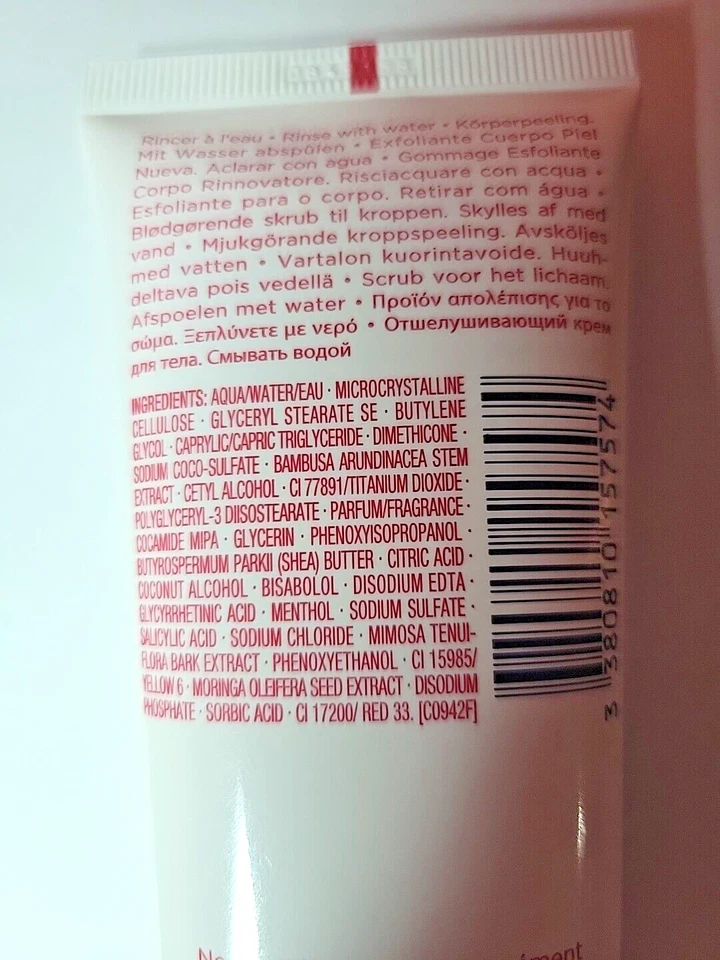 Rincer à l'eau • Rinse with water • Körperpeeling.
Mit Wasser abspülen • Exfoliante Cuerpo Piel
Nueva. Aclarar con agua • Gommage Esfoliante
Corpo Rinnovatore. Risciacquare con acqua •
Esfoliante para o corpo. Retirar com água •
Blødgørende skrub til kroppen. Skylles af med
vand • Mjukgörande kroppspeeling. Avsköljes
med vatten • Vartalon kuorintavoide. Huuh-
deltava pois vedellä • Scrub voor het lichaam.
Afspoelen met water • Προϊόν απολέπισης για το
σώμα. Ξεπλύνετε με νερό • Отшелушивающий крем
для тела. Смывать водой
INGREDIENTS: AQUA/WATER/EAU · MICROCRYSTALLINE
CELLULOSE · GLYCERYL STEARATE SE · BUTYLENE
GLYCOL · CAPRYLIC/CAPRIC TRIGLYCERIDE · DIMETHICONE ·
SODIUM COCO-SULFATE · BAMBUSA ARUNDINACEA STEM
EXTRACT · CETYL ALCOHOL · CI 77891/TITANIUM DIOXIDE ·
POLYGLYCERYL-3 DIISOSTEARATE · PARFUM/FRAGRANCE ·
COCAMIDE MIPA · GLYCERIN · PHENOXYISOPROPANOL ·
BUTYROSPERMUM PARKII (SHEA) BUTTER · CITRIC ACID ·
COCONUT ALCOHOL · BISABOLOL · DISODIUM EDTA ·
GLYCYRRHETINIC ACID · MENTHOL · SODIUM SULFATE ·
SALICYLIC ACID · SODIUM CHLORIDE · MIMOSA TENUI-
FLORA BARK EXTRACT · PHENOXYETHANOL · CI 15985/
YELLOW 6 · MORINGA OLEIFERA SEED EXTRACT · DISODIUM
PHOSPHATE · SORBIC ACID · CI 17200/ RED 33. [C0942F]
3 380810 157574